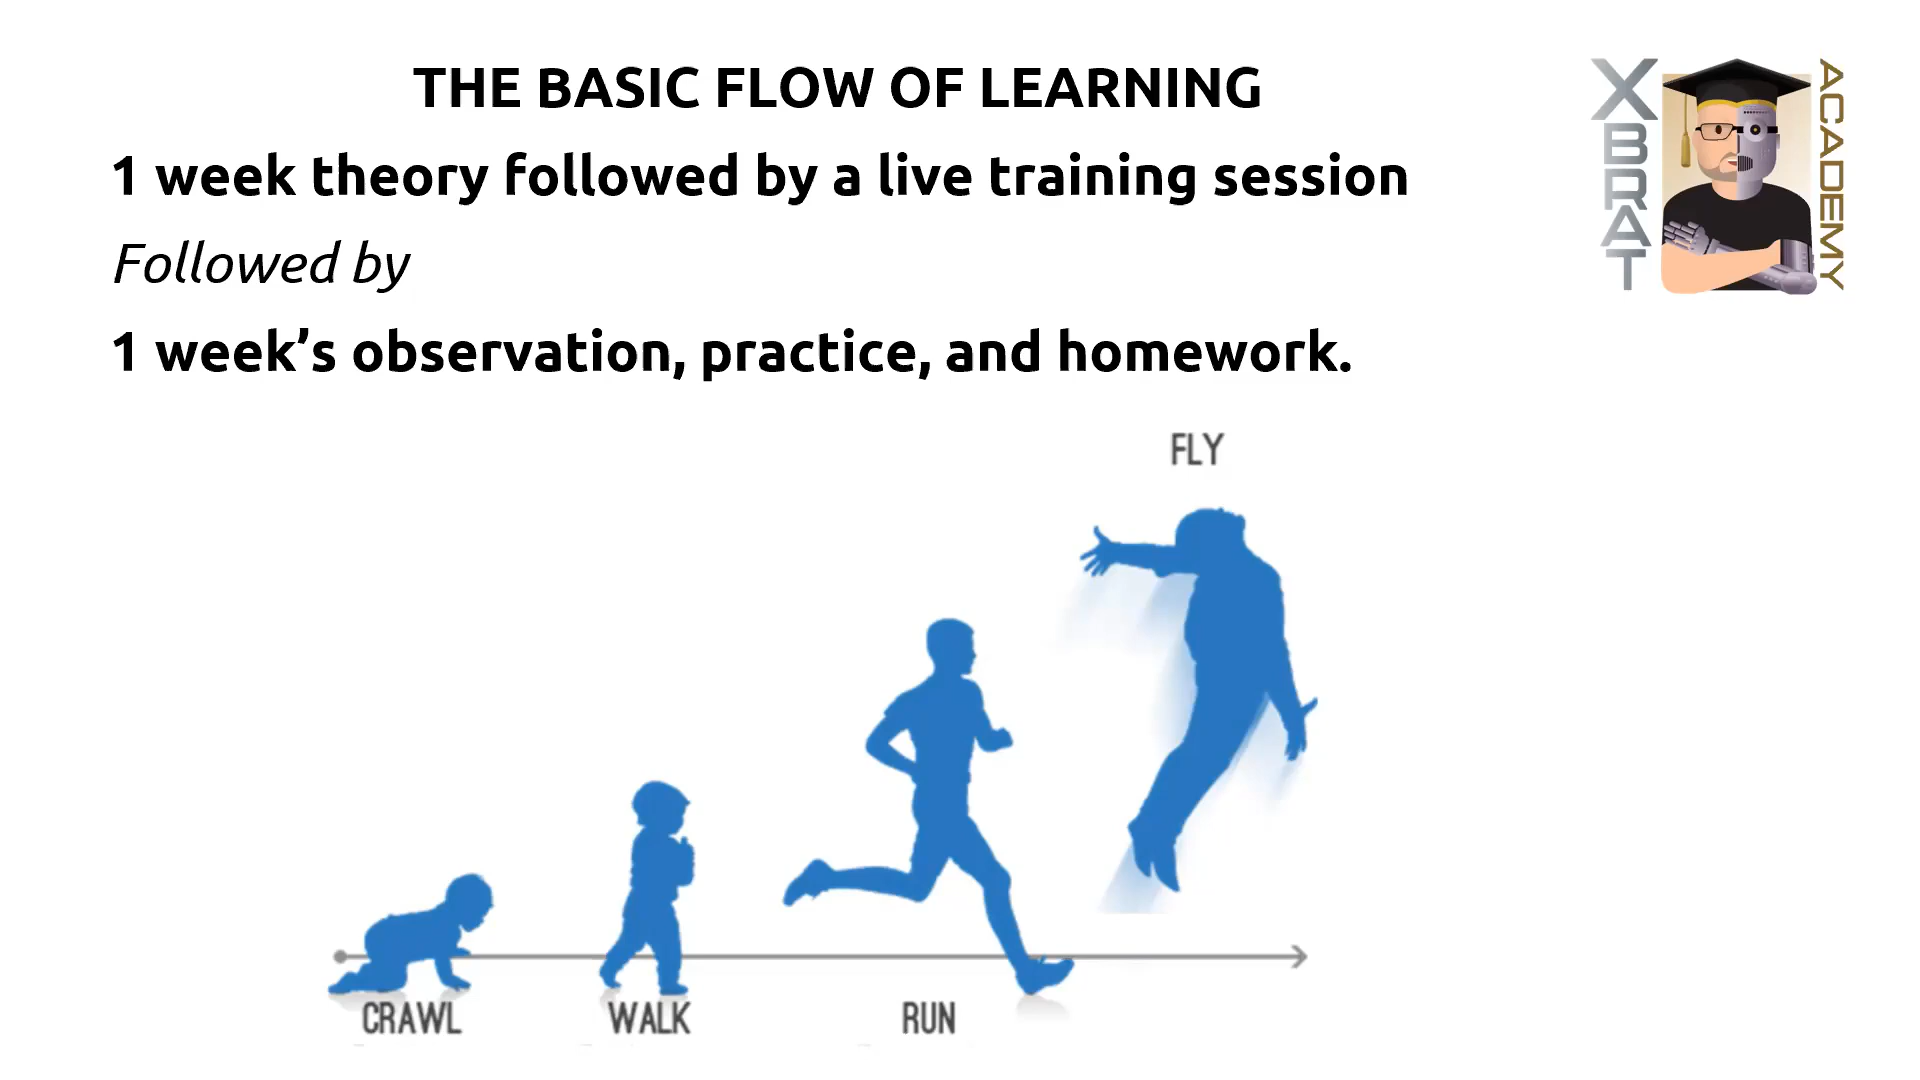 THE BASIC FLOW OF LEARNING
1 week theory followed by a live training session
Followed by
1 week’s observation, practice, and homework.
XBRAT
ACADEMY
FLY
CRAWL
WALK
RUN